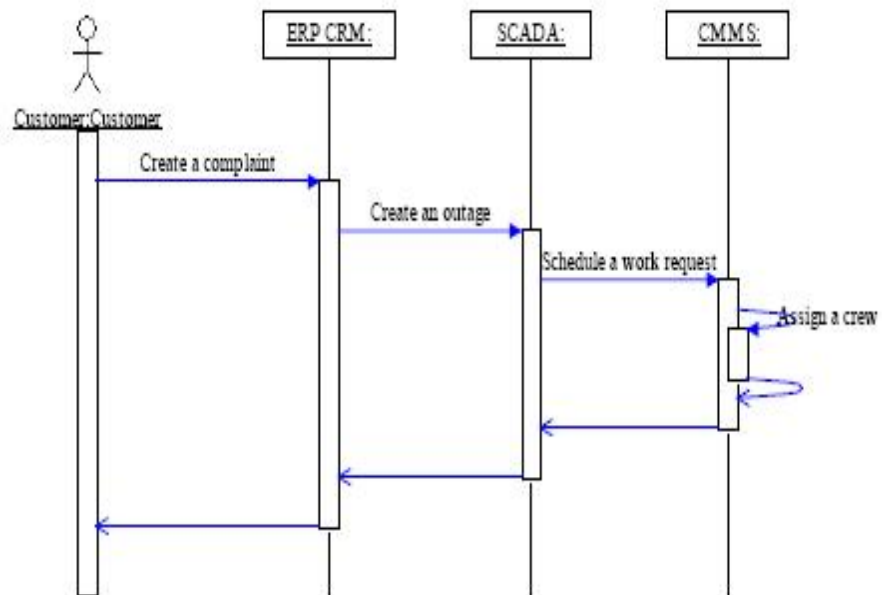 ERP CRM:
SCADA:
CMMS:
Customer:Customer
Create a complaint
Create an outage
Schedule a work request
Assign a crew